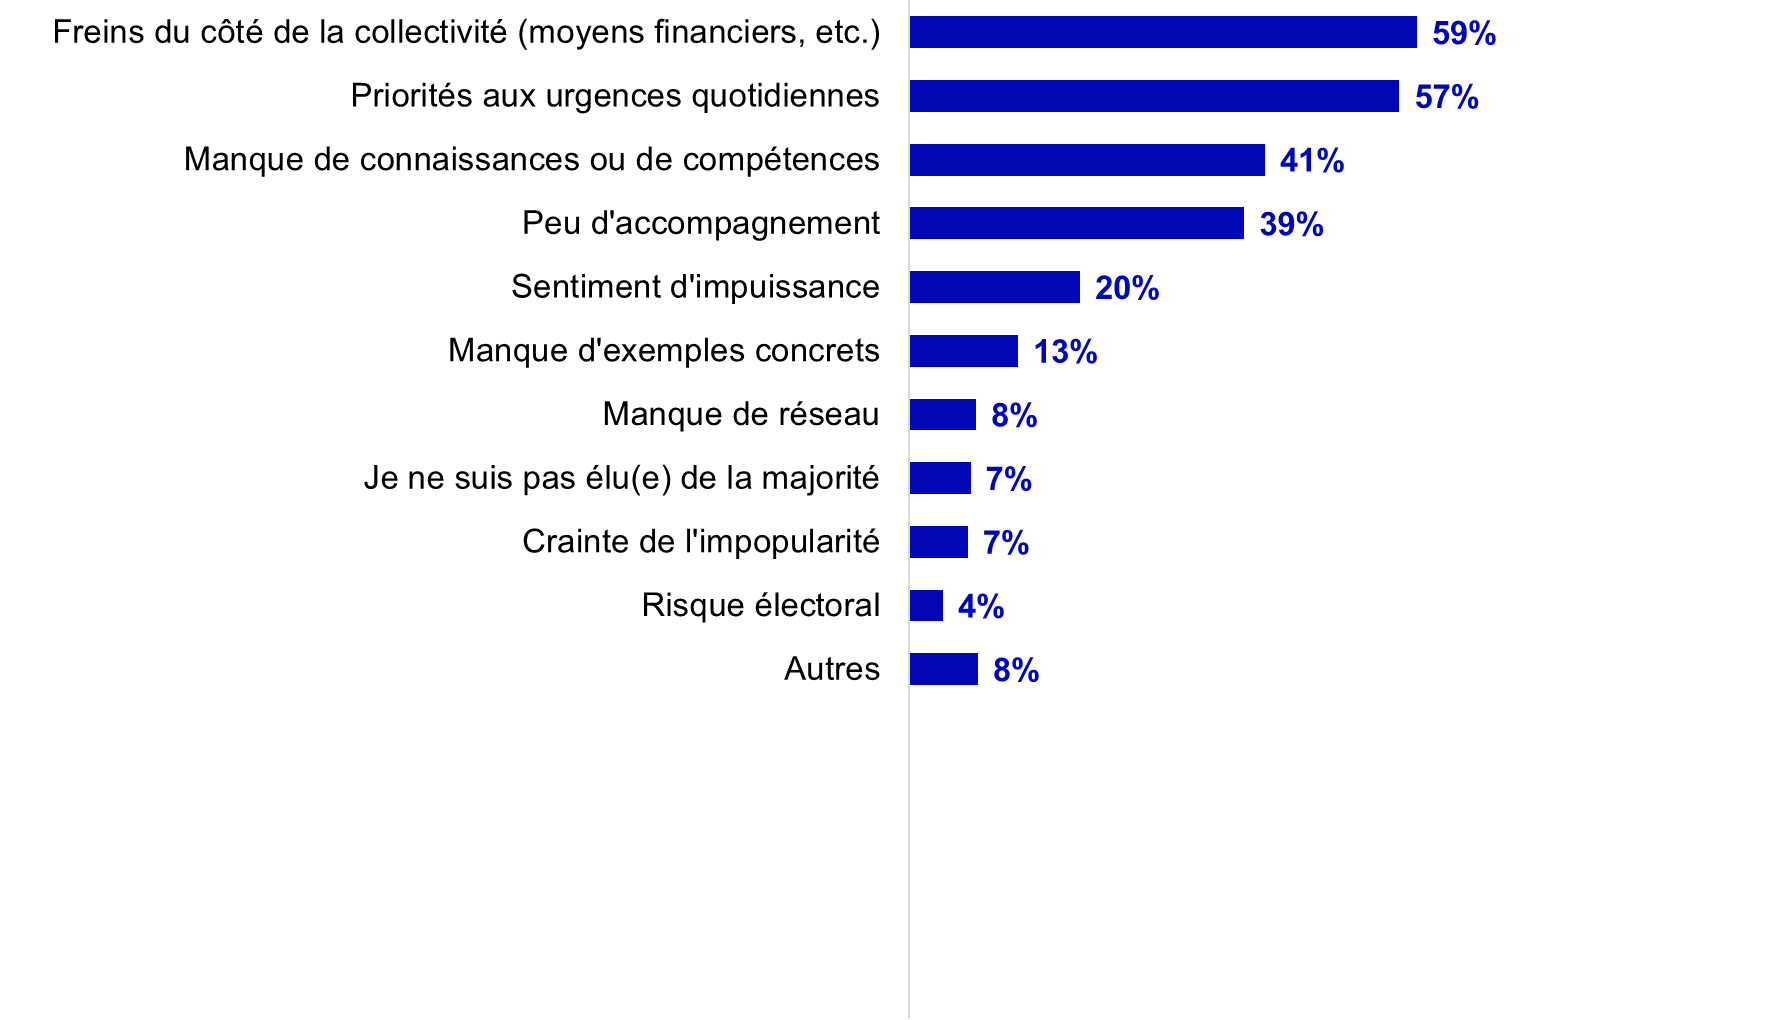 Freins du côté de la collectivité (moyens financiers, etc.) 59%
Priorités aux urgences quotidiennes 57%
Manque de connaissances ou de compétences 41%
Peu d'accompagnement 39%
Sentiment d'impuissance 20%
Manque d'exemples concrets 13%
Manque de réseau 8%
Je ne suis pas élu(e) de la majorité 7%
Crainte de l'impopularité 7%
Risque électoral 4%
Autres 8%